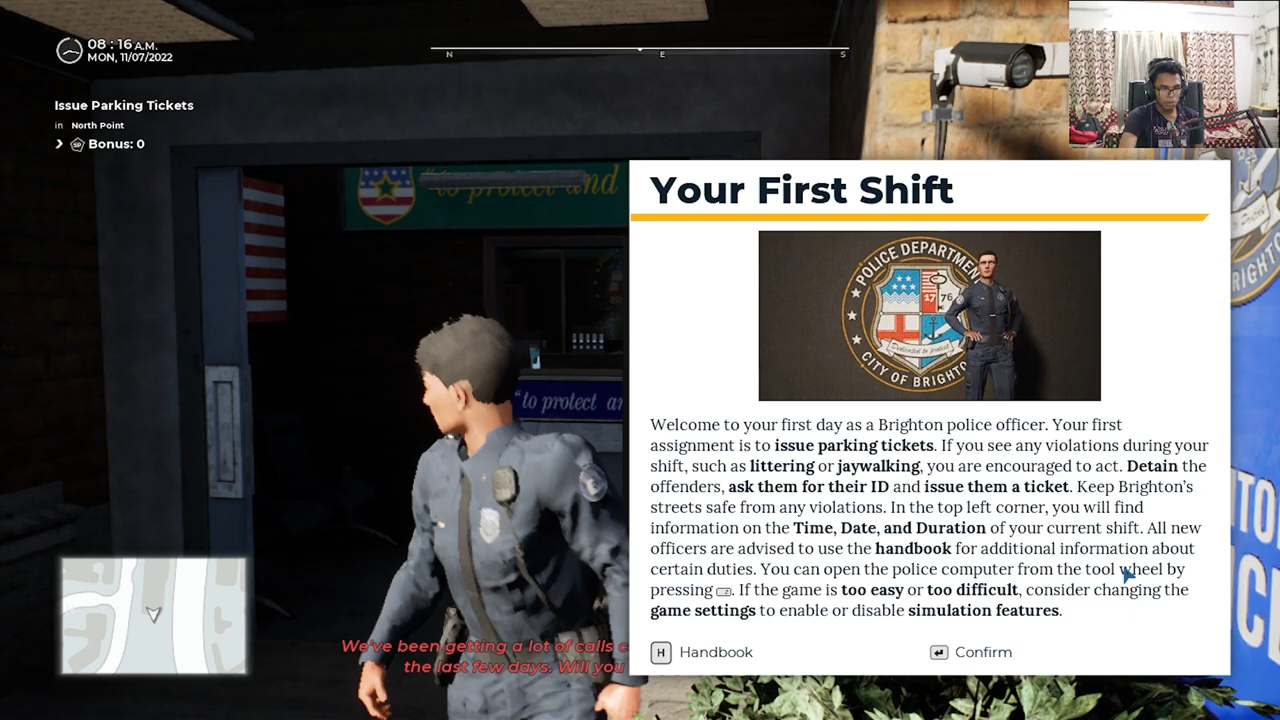 08 : 16 A.M.
MON, 11/07/2022
N
E
S
Issue Parking Tickets
in North Point
Bonus: 0
"to protect and
"to protect an
Your First Shift
POLICE DEPARTMEN
17 76
CITY OF BRIGHTO
Welcome to your first day as a Brighton police officer. Your first
assignment is to issue parking tickets. If you see any violations during your
shift, such as littering or jaywalking, you are encouraged to act. Detain the
offenders, ask them for their ID and issue them a ticket. Keep Brighton's
streets safe from any violations. In the top left corner, you will find
information on the Time, Date, and Duration of your current shift. All new
officers are advised to use the handbook for additional information about
certain duties. You can open the police computer from the tool wheel by
pressing . If the game is too easy or too difficult, consider changing the
game settings to enable or disable simulation features.
H Handbook
Confirm
We've been getting a lot of calls
the last few days. Will you